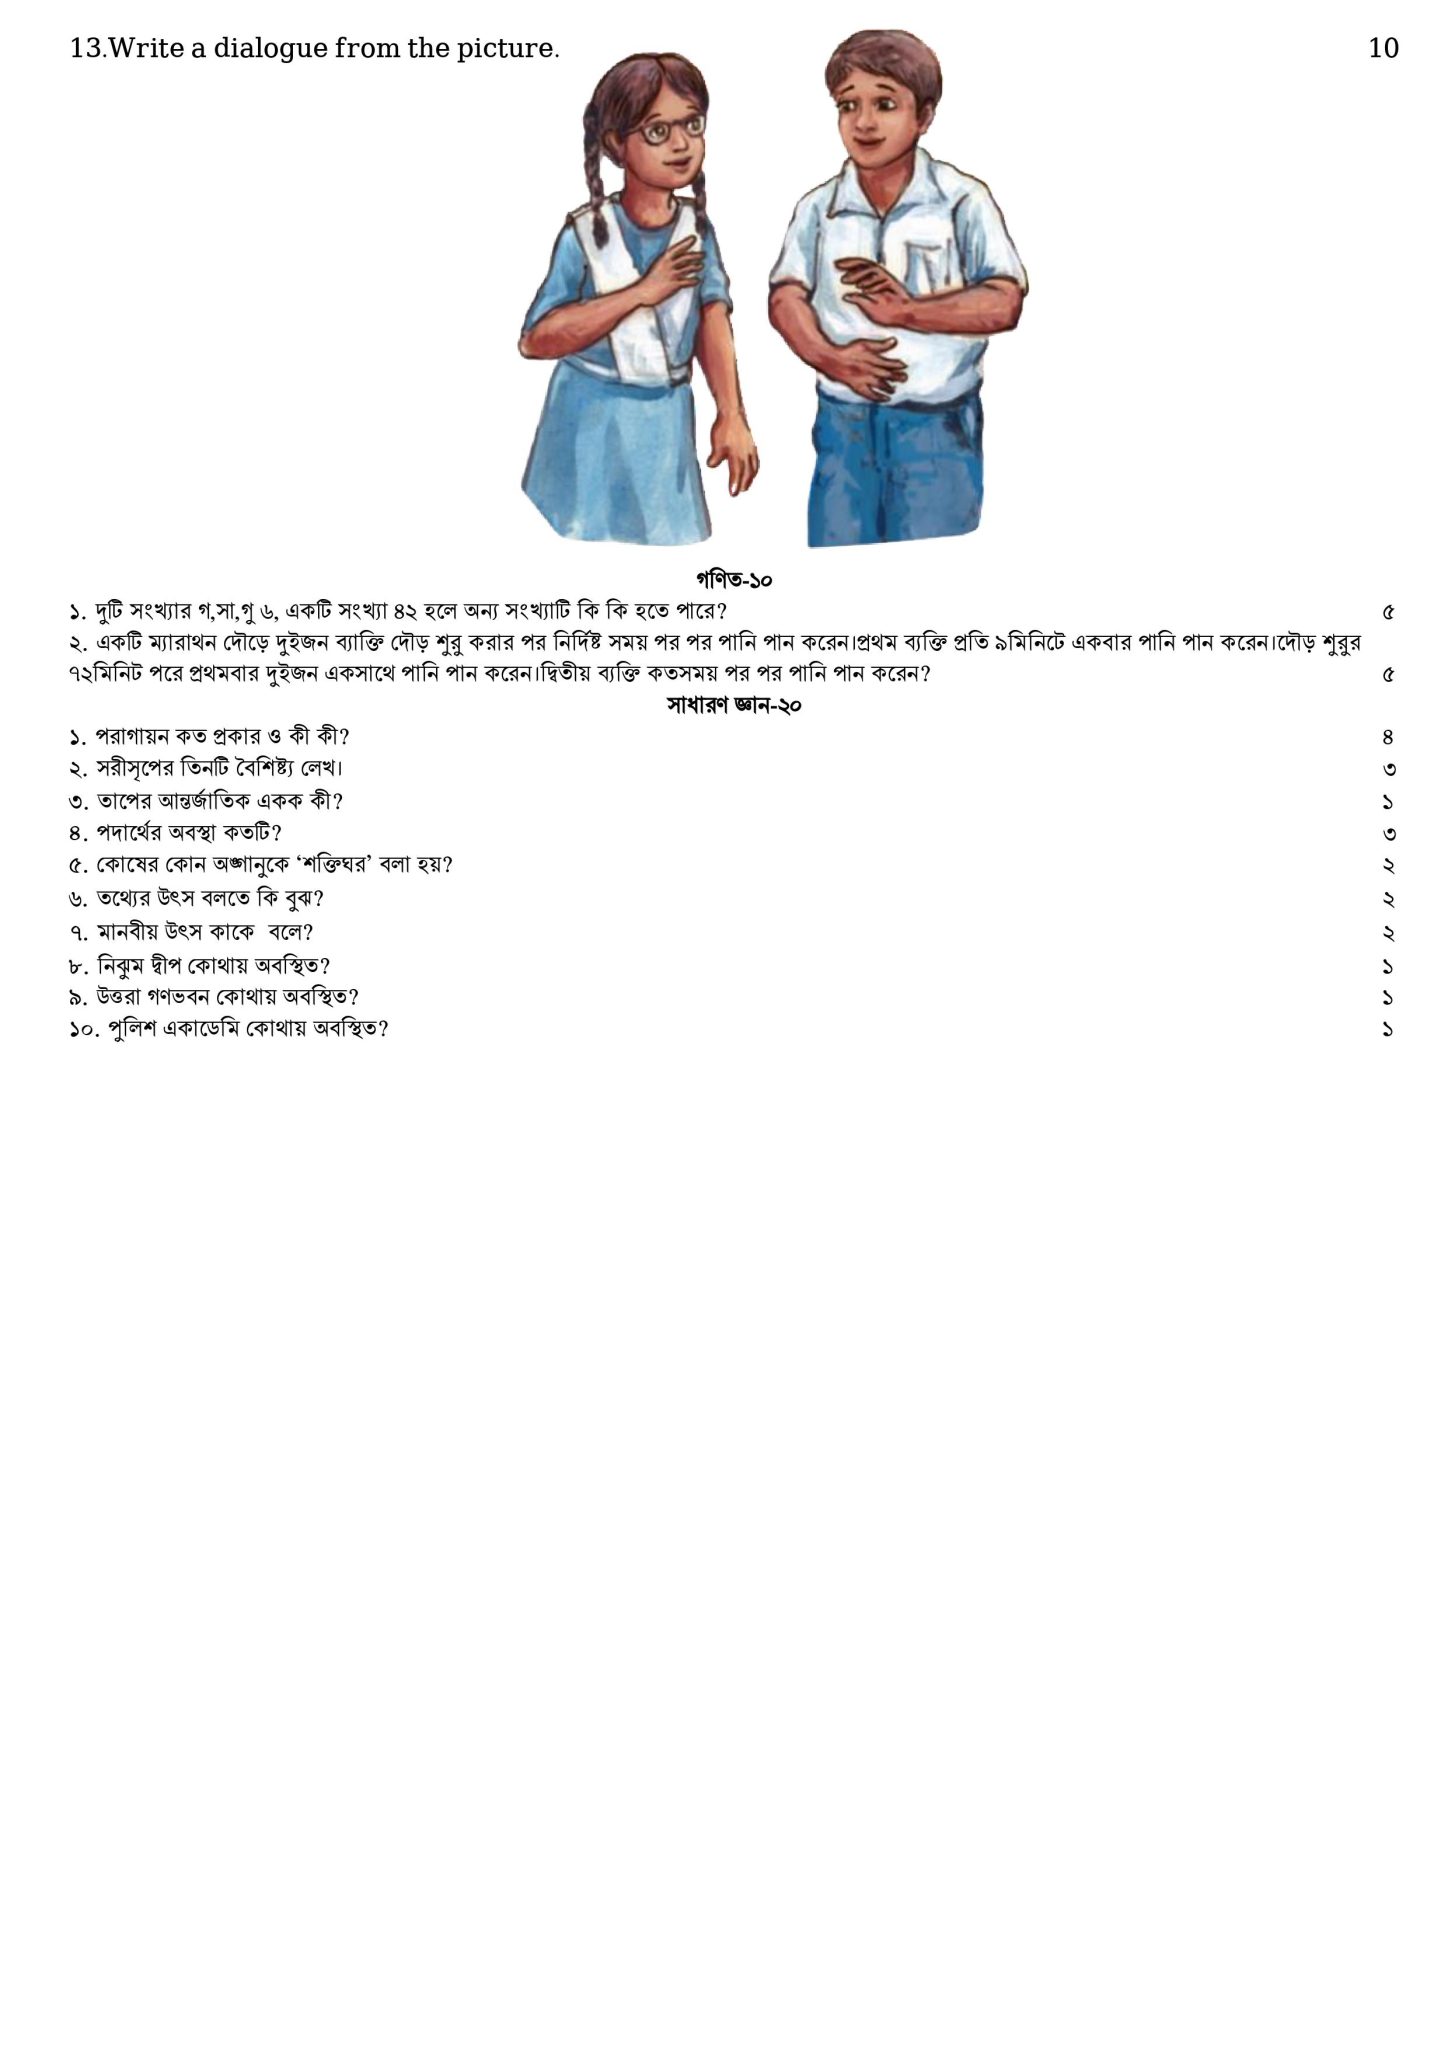 13.Write a dialogue from the picture. 10
গণিত-১০
১. দুটি সংখ্যার গ,সা,গু ৬, একটি সংখ্যা ৪২ হলে অন্য সংখ্যাটি কি কি হতে পারে? ৫
২. একটি ম্যারাথন দৌড়ে দুইজন ব্যাক্তি দৌড় শুরু করার পর নির্দিষ্ট সময় পর পর পানি পান করেন।প্রথম ব্যক্তি প্রতি ৯মিনিটে একবার পানি পান করেন।দৌড় শুরুর
৭২মিনিট পরে প্রথমবার দুইজন একসাথে পানি পান করেন।দ্বিতীয় ব্যক্তি কতসময় পর পর পানি পান করেন? ৫
সাধারণ জ্ঞান-২০
১. পরাগায়ন কত প্রকার ও কী কী? ৪
২. সরীসৃপের তিনটি বৈশিষ্ট্য লেখ। ৩
৩. তাপের আন্তর্জাতিক একক কী? ১
৪. পদার্থের অবস্থা কতটি? ৩
৫. কোষের কোন অঙ্গানুকে ‘শক্তিঘর’ বলা হয়? ২
৬. তথ্যের উৎস বলতে কি বুঝ? ২
৭. মানবীয় উৎস কাকে বলে? ২
৮. নিঝুম দ্বীপ কোথায় অবস্থিত? ১
৯. উত্তরা গণভবন কোথায় অবস্থিত? ১
১০. পুলিশ একাডেমি কোথায় অবস্থিত? ১